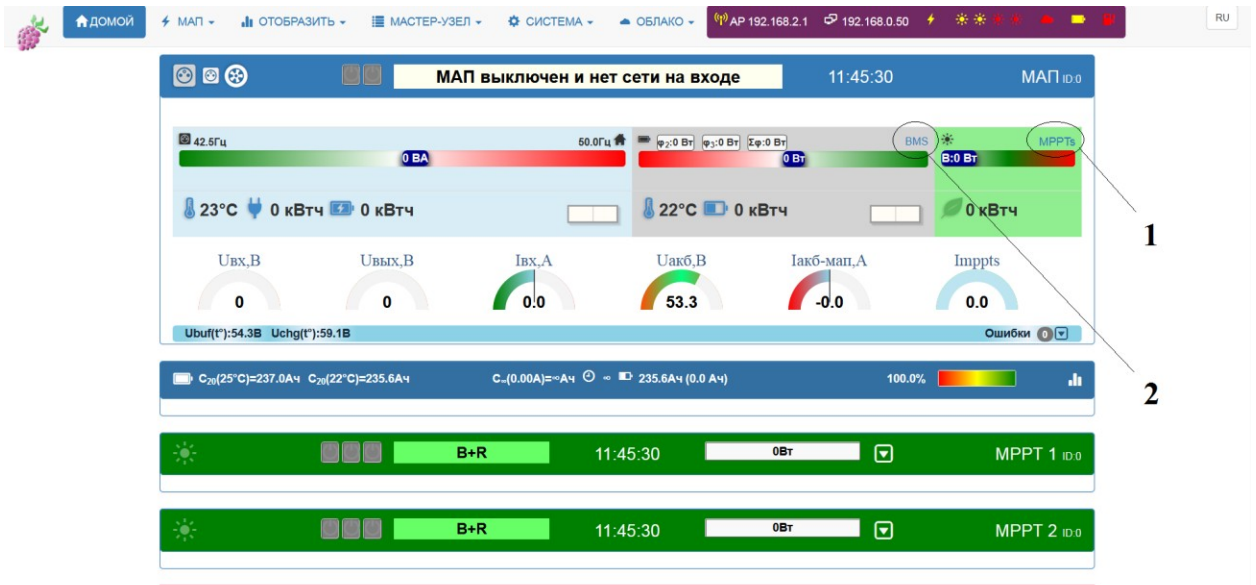 ДОМОЙ МАП ОТОБРАЗИТЬ МАСТЕР-УЗЕЛ СИСТЕМА ОБЛАКО AP 192.168.2.1 192.168.0.50 RU
МАП выключен и нет сети на входе 11:45:30 МАП ID:0
42.5Гц 50.0Гц φ2:0 Вт φ3:0 Вт Σφ:0 Вт BMS MPPTs
0 ВА 0 Вт В:0 Вт
23°C 0 кВтч 0 кВтч 22°C 0 кВтч 0 кВтч
1
Uвх,В Uвых,В Iвх,А Uакб,В Iакб-мап,А Imppts
0 0 0.0 53.3 -0.0 0.0
Ubuf(t°):54.3В Uchg(t°):59.1В Ошибки 0
C20(25°C)=237.0Ач C20(22°C)=235.6Ач C∞(0.00А)=∞Ач ∞ 235.6Ач (0.0 Ач) 100.0%
2
B+R 11:45:30 0Вт MPPT 1 ID:0
B+R 11:45:30 0Вт MPPT 2 ID:0